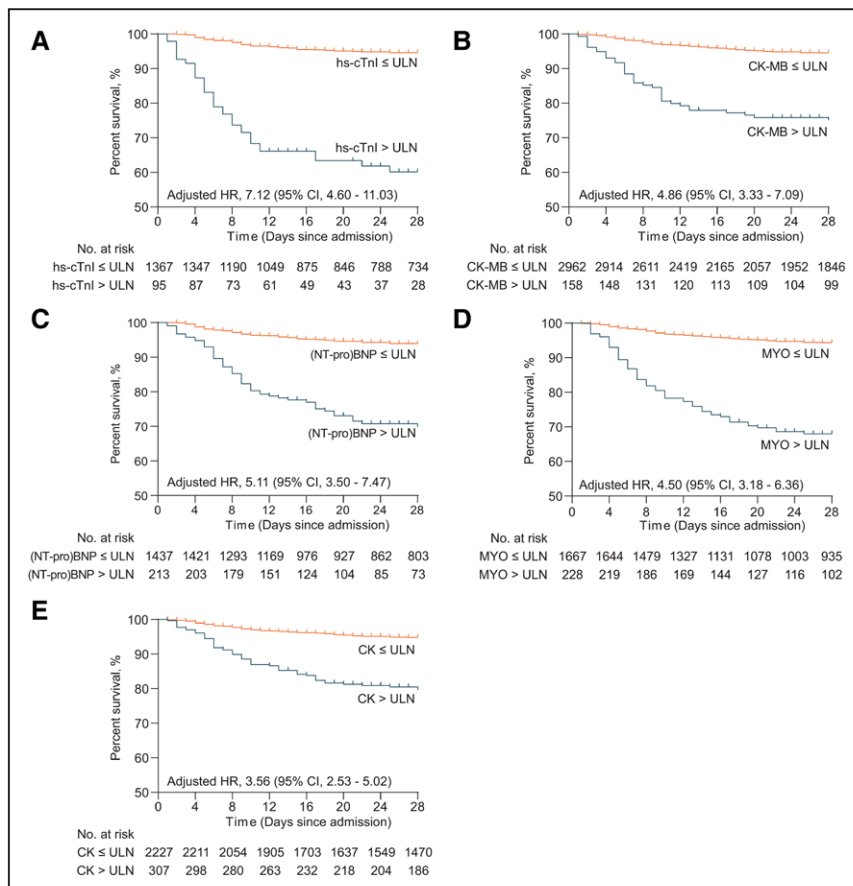 A
Percent survival, %
100
90
80
70
60
50
hs-cTnI ≤ ULN
hs-cTnI > ULN
Adjusted HR, 7.12 (95% CI, 4.60 - 11.03)
0 4 8 12 16 20 24 28
Time (Days since admission)
No. at risk
hs-cTnI ≤ ULN 1367 1347 1190 1049 875 846 788 734
hs-cTnI > ULN 95 87 73 61 49 43 37 28
B
Percent survival, %
100
90
80
70
60
50
CK-MB ≤ ULN
CK-MB > ULN
Adjusted HR, 4.86 (95% CI, 3.33 - 7.09)
0 4 8 12 16 20 24 28
Time (Days since admission)
No. at risk
CK-MB ≤ ULN 2962 2914 2611 2419 2165 2057 1952 1846
CK-MB > ULN 158 148 131 120 113 109 104 99
C
Percent survival, %
100
90
80
70
60
50
(NT-pro)BNP ≤ ULN
(NT-pro)BNP > ULN
Adjusted HR, 5.11 (95% CI, 3.50 - 7.47)
0 4 8 12 16 20 24 28
Time (Days since admission)
No. at risk
(NT-pro)BNP ≤ ULN 1437 1421 1293 1169 976 927 862 803
(NT-pro)BNP > ULN 213 203 179 151 124 104 85 73
D
Percent survival, %
100
90
80
70
60
50
MYO ≤ ULN
MYO > ULN
Adjusted HR, 4.50 (95% CI, 3.18 - 6.36)
0 4 8 12 16 20 24 28
Time (Days since admission)
No. at risk
MYO ≤ ULN 1667 1644 1479 1327 1131 1078 1003 935
MYO > ULN 228 219 186 169 144 127 116 102
E
Percent survival, %
100
90
80
70
60
50
CK ≤ ULN
CK > ULN
Adjusted HR, 3.56 (95% CI, 2.53 - 5.02)
0 4 8 12 16 20 24 28
Time (Days since admission)
No. at risk
CK ≤ ULN 2227 2211 2054 1905 1703 1637 1549 1470
CK > ULN 307 298 280 263 232 218 204 186